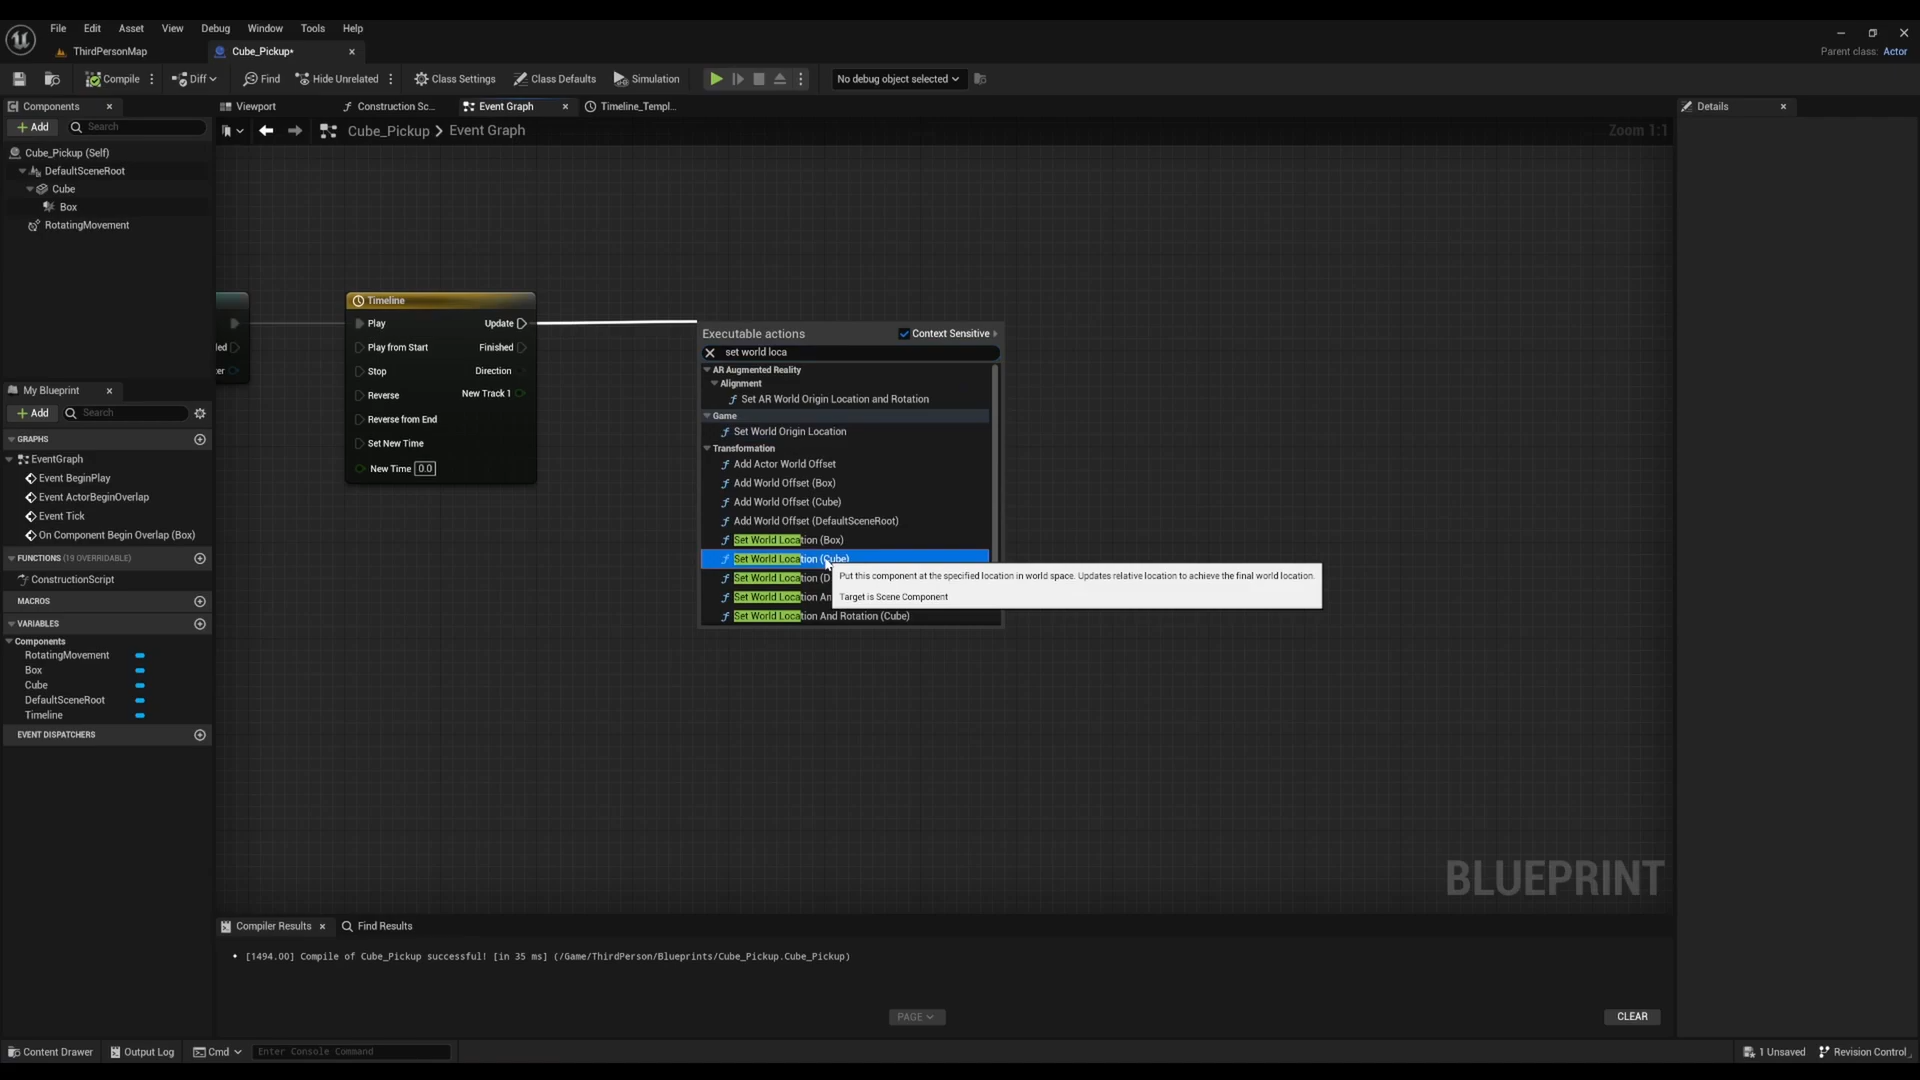 File Edit Asset View Debug Window Tools Help
ThirdPersonMap Cube_Pickup* Parent class: Actor
Compile Diff Find Hide Unrelated Class Settings Class Defaults Simulation No debug object selected
Components Viewport Construction Sc... Event Graph Timeline_Templ... Details
Add Search Cube_Pickup > Event Graph Zoom 1:1
Cube_Pickup (Self)
DefaultSceneRoot
Cube
Box
RotatingMovement
Timeline
Play Update
Play from Start Finished
Stop Direction
Reverse New Track 1
Reverse from End
Set New Time
New Time 0.0
Executable actions Context Sensitive
set world loca
AR Augmented Reality
Alignment
Set AR World Origin Location and Rotation
Game
Set World Origin Location
Transformation
Add Actor World Offset
Add World Offset (Box)
Add World Offset (Cube)
Add World Offset (DefaultSceneRoot)
Set World Location (Box)
Set World Location (Cube)
Set World Location (D
Set World Location An
Set World Location And Rotation (Cube)
Put this component at the specified location in world space. Updates relative location to achieve the final world location.
Target is Scene Component
My Blueprint
Add Search
GRAPHS
EventGraph
Event BeginPlay
Event ActorBeginOverlap
Event Tick
On Component Begin Overlap (Box)
FUNCTIONS (19 OVERRIDABLE)
ConstructionScript
MACROS
VARIABLES
Components
RotatingMovement
Box
Cube
DefaultSceneRoot
Timeline
EVENT DISPATCHERS
BLUEPRINT
Compiler Results Find Results
[1494.00] Compile of Cube_Pickup successful! [in 35 ms] (/Game/ThirdPerson/Blueprints/Cube_Pickup.Cube_Pickup)
PAGE CLEAR
Content Drawer Output Log Cmd Enter Console Command 1 Unsaved Revision Control